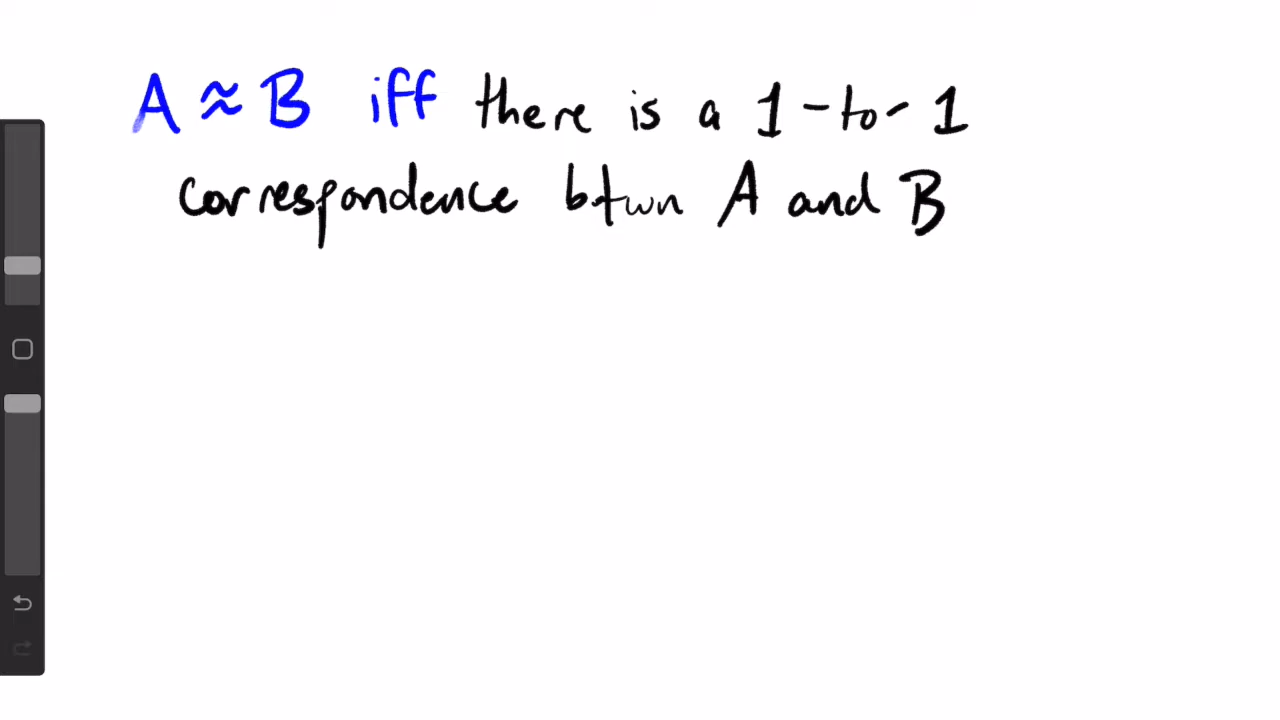 A ≈ B iff there is a 1-to-1
correspondence btwn A and B